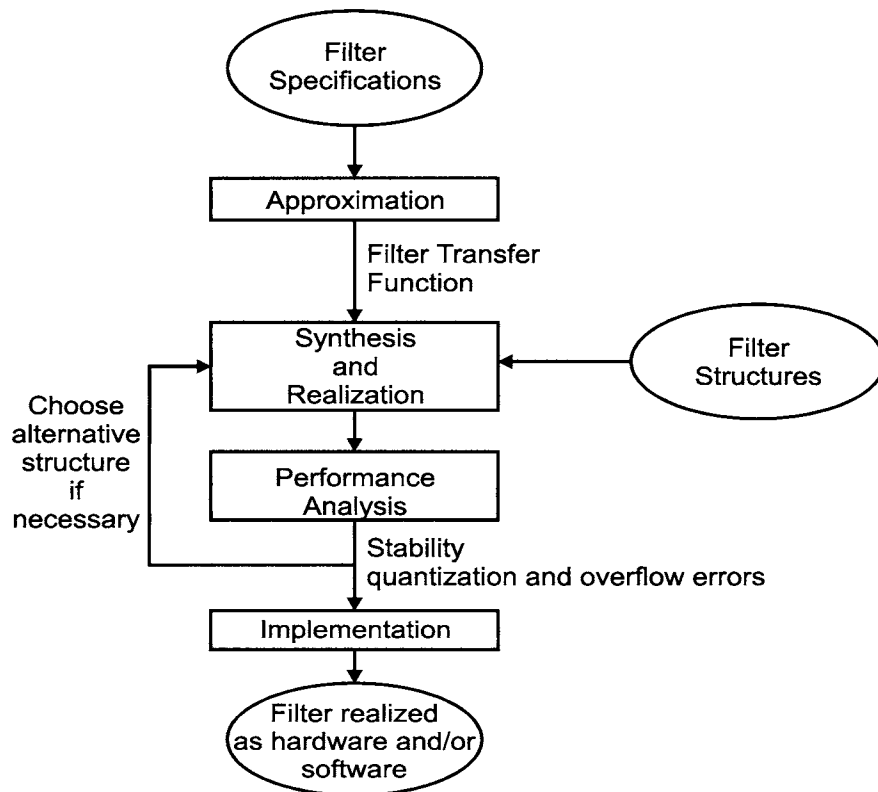 Filter
Specifications
Approximation
Filter Transfer
Function
Synthesis
and
Realization
Filter
Structures
Choose
alternative
structure
if
necessary
Performance
Analysis
Stability
quantization and overflow errors
Implementation
Filter realized
as hardware and/or
software